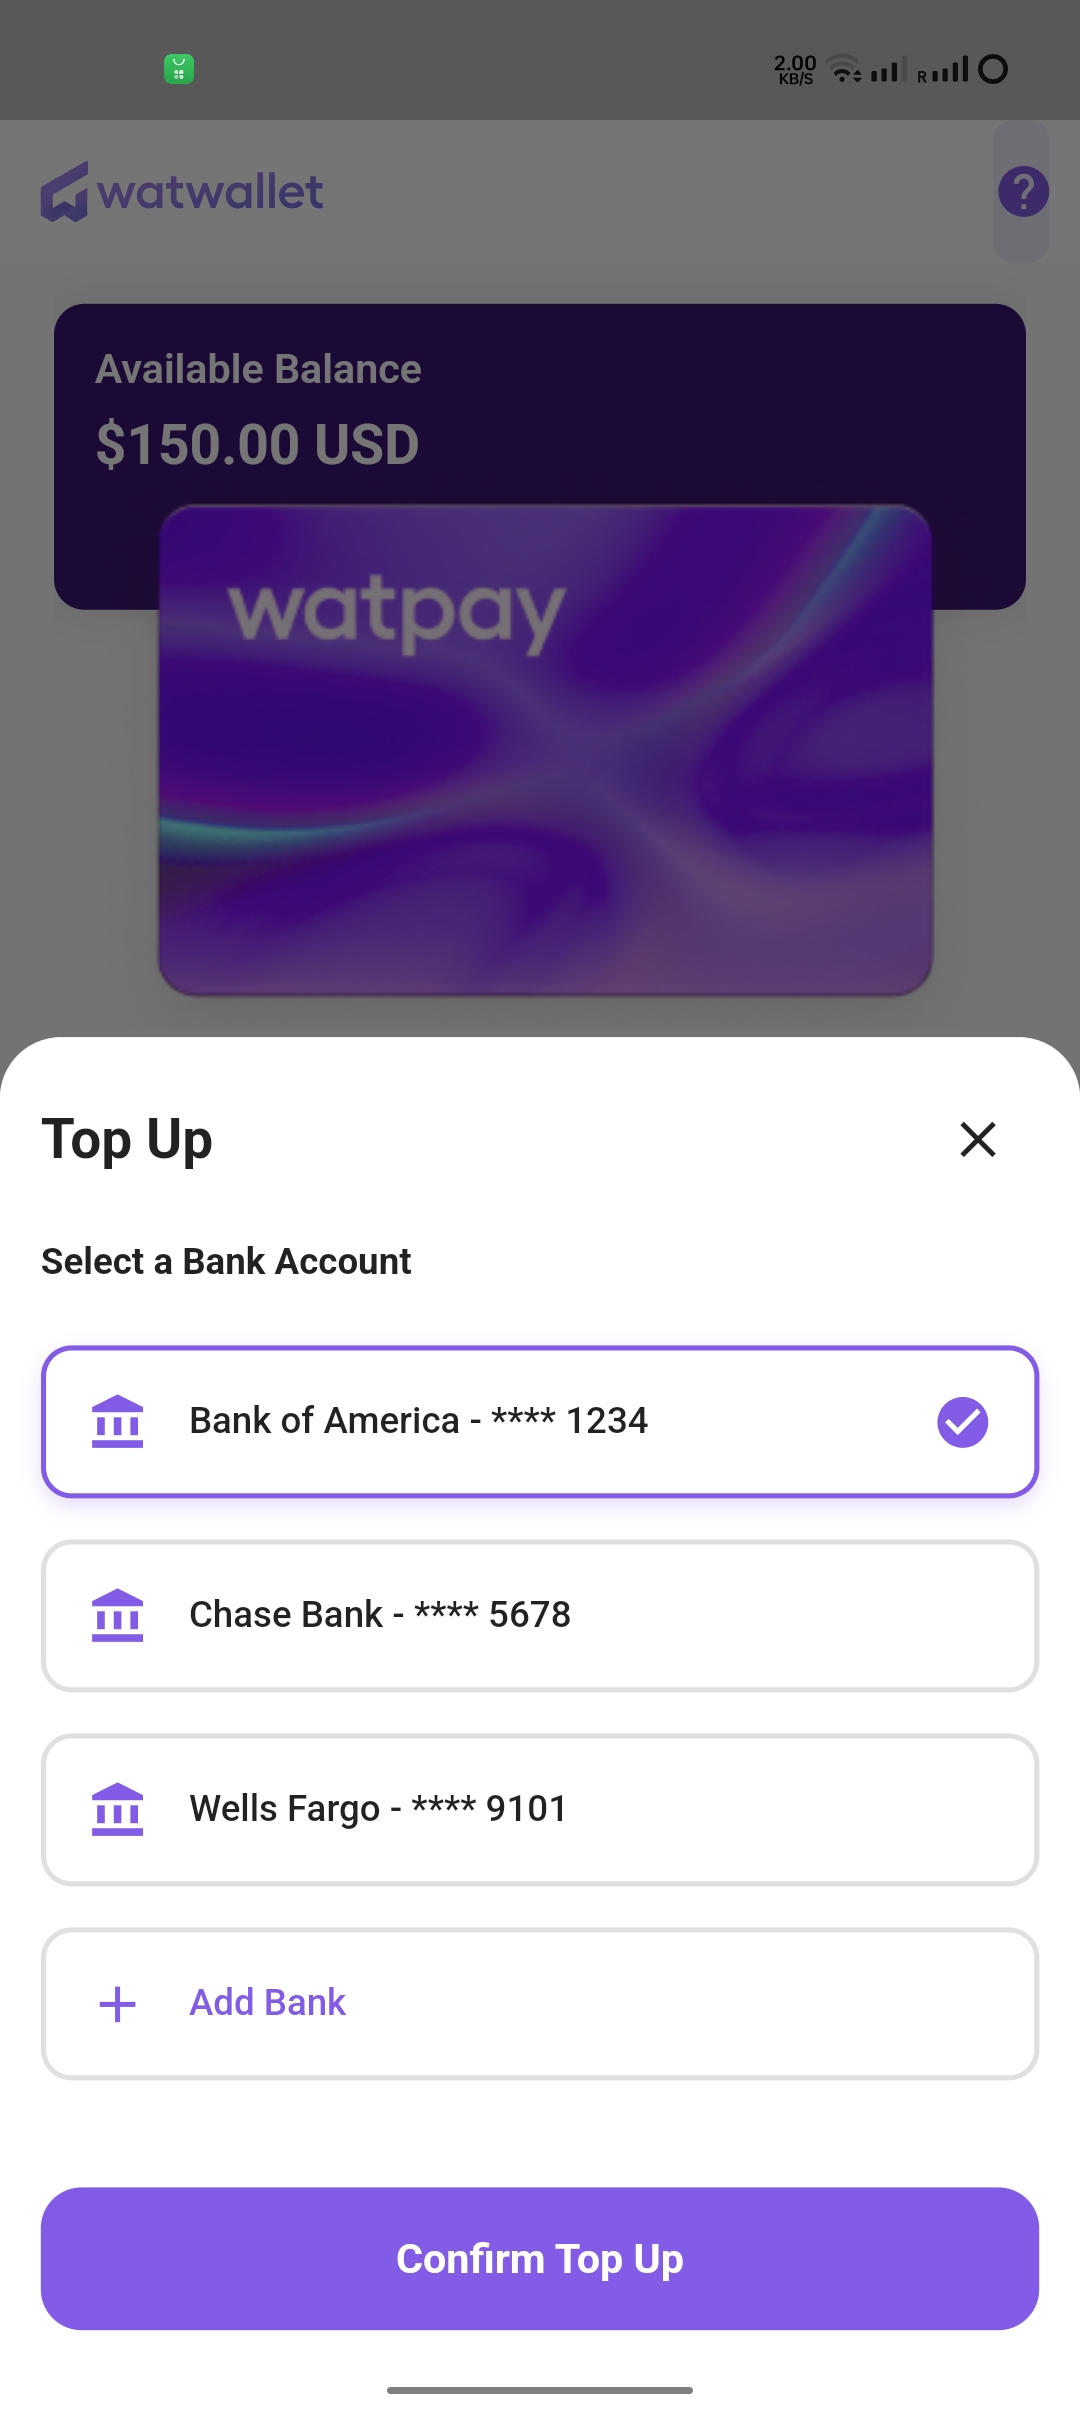 2.00
KB/S
R
watwallet
?
Available Balance
$150.00 USD
watpay
Top Up
Select a Bank Account
Bank of America - **** 1234
Chase Bank - **** 5678
Wells Fargo - **** 9101
+ Add Bank
Confirm Top Up